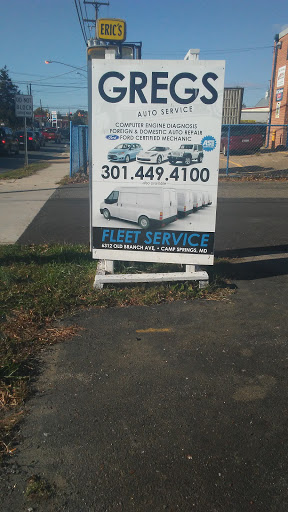 ERIC'S
GREGS
AUTO SERVICE
COMPUTER ENGINE DIAGNOSIS
FOREIGN & DOMESTIC AUTO REPAIR
Ford FORD CERTIFIED MECHANIC
301.449.4100
FLEET SERVICE
6312 OLD BRANCH AVE. • CAMP SPRINGS, MD